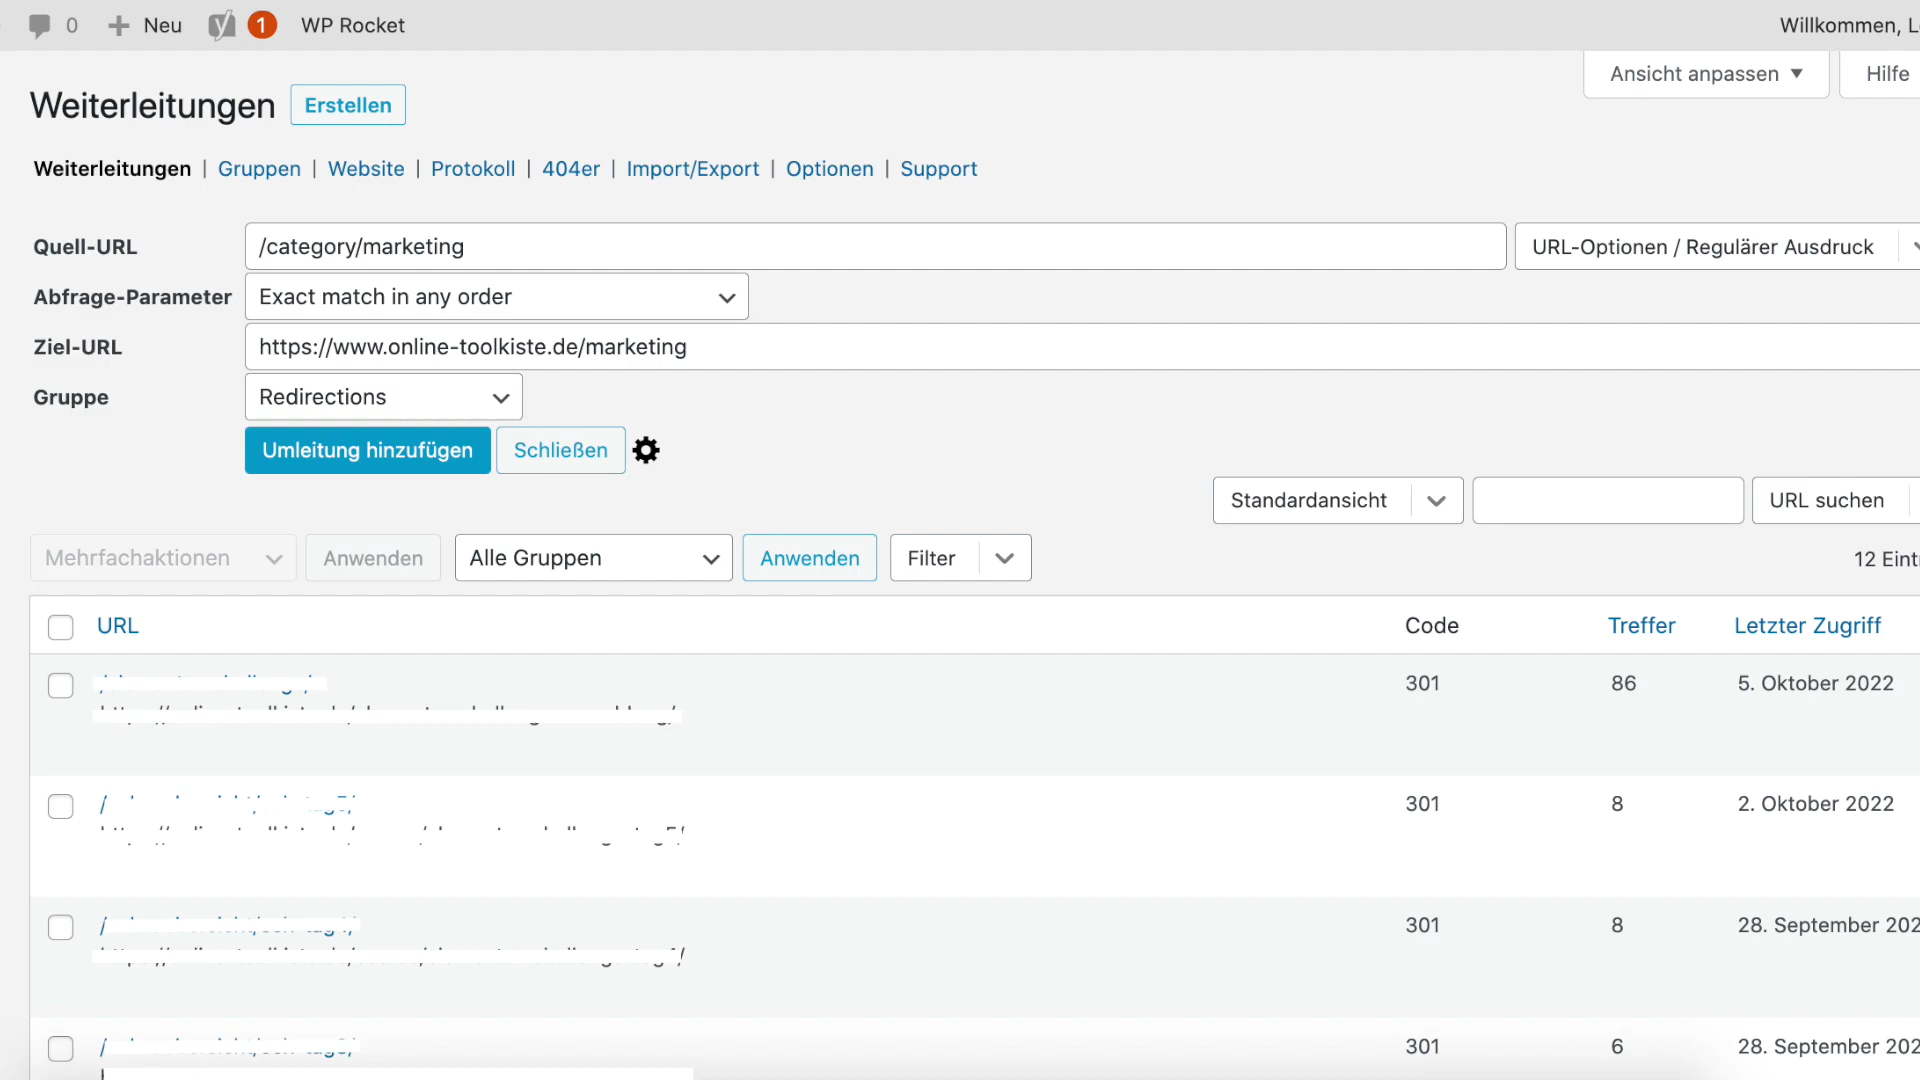 0 Neu 1 WP Rocket Willkommen,
Ansicht anpassen ▼ Hilfe
Weiterleitungen Erstellen
Weiterleitungen | Gruppen | Website | Protokoll | 404er | Import/Export | Optionen | Support
Quell-URL /category/marketing URL-Optionen / Regulärer Ausdruck
Abfrage-Parameter Exact match in any order
Ziel-URL https://www.online-toolkiste.de/marketing
Gruppe Redirections
Umleitung hinzufügen Schließen
Standardansicht URL suchen
Mehrfachaktionen Anwenden Alle Gruppen Anwenden Filter 12
URL Code Treffer Letzter Zugriff
301 86 5. Oktober 2022
301 8 2. Oktober 2022
301 8 28. September
301 6 28. September